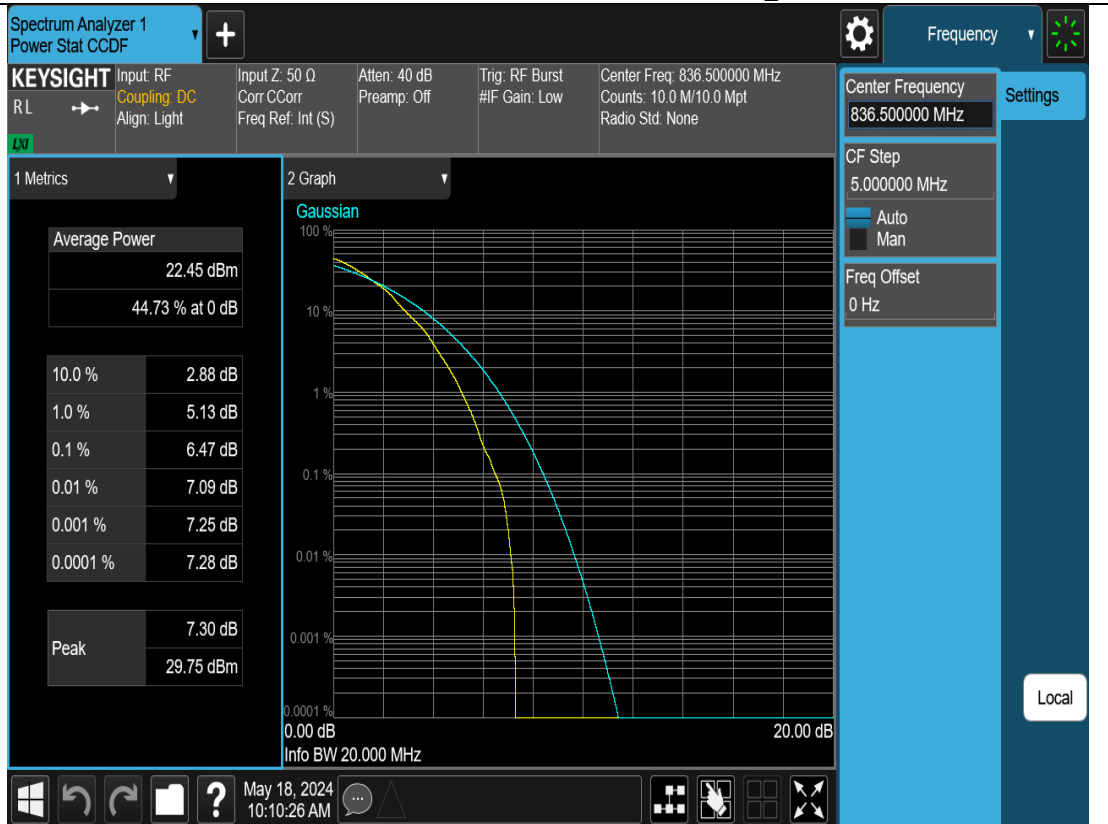 Spectrum Analyzer 1
Power Stat CCDF
+
Frequency
KEYSIGHT
RL
LXI
Input: RF
Coupling: DC
Align: Light
Input Z: 50 Ω
Corr CCorr
Freq Ref: Int (S)
Atten: 40 dB
Preamp: Off
Trig: RF Burst
#IF Gain: Low
Center Freq: 836.500000 MHz
Counts: 10.0 M/10.0 Mpt
Radio Std: None
Center Frequency
836.500000 MHz
Settings
CF Step
5.000000 MHz
Auto
Man
Freq Offset
0 Hz
Local
1 Metrics
Average Power
22.45 dBm
44.73 % at 0 dB
10.0 % 2.88 dB
1.0 % 5.13 dB
0.1 % 6.47 dB
0.01 % 7.09 dB
0.001 % 7.25 dB
0.0001 % 7.28 dB
Peak
7.30 dB
29.75 dBm
2 Graph
Gaussian
100 %
10 %
1 %
0.1 %
0.01 %
0.001 %
0.0001 %
0.00 dB 20.00 dB
Info BW 20.000 MHz
?
May 18, 2024
10:10:26 AM